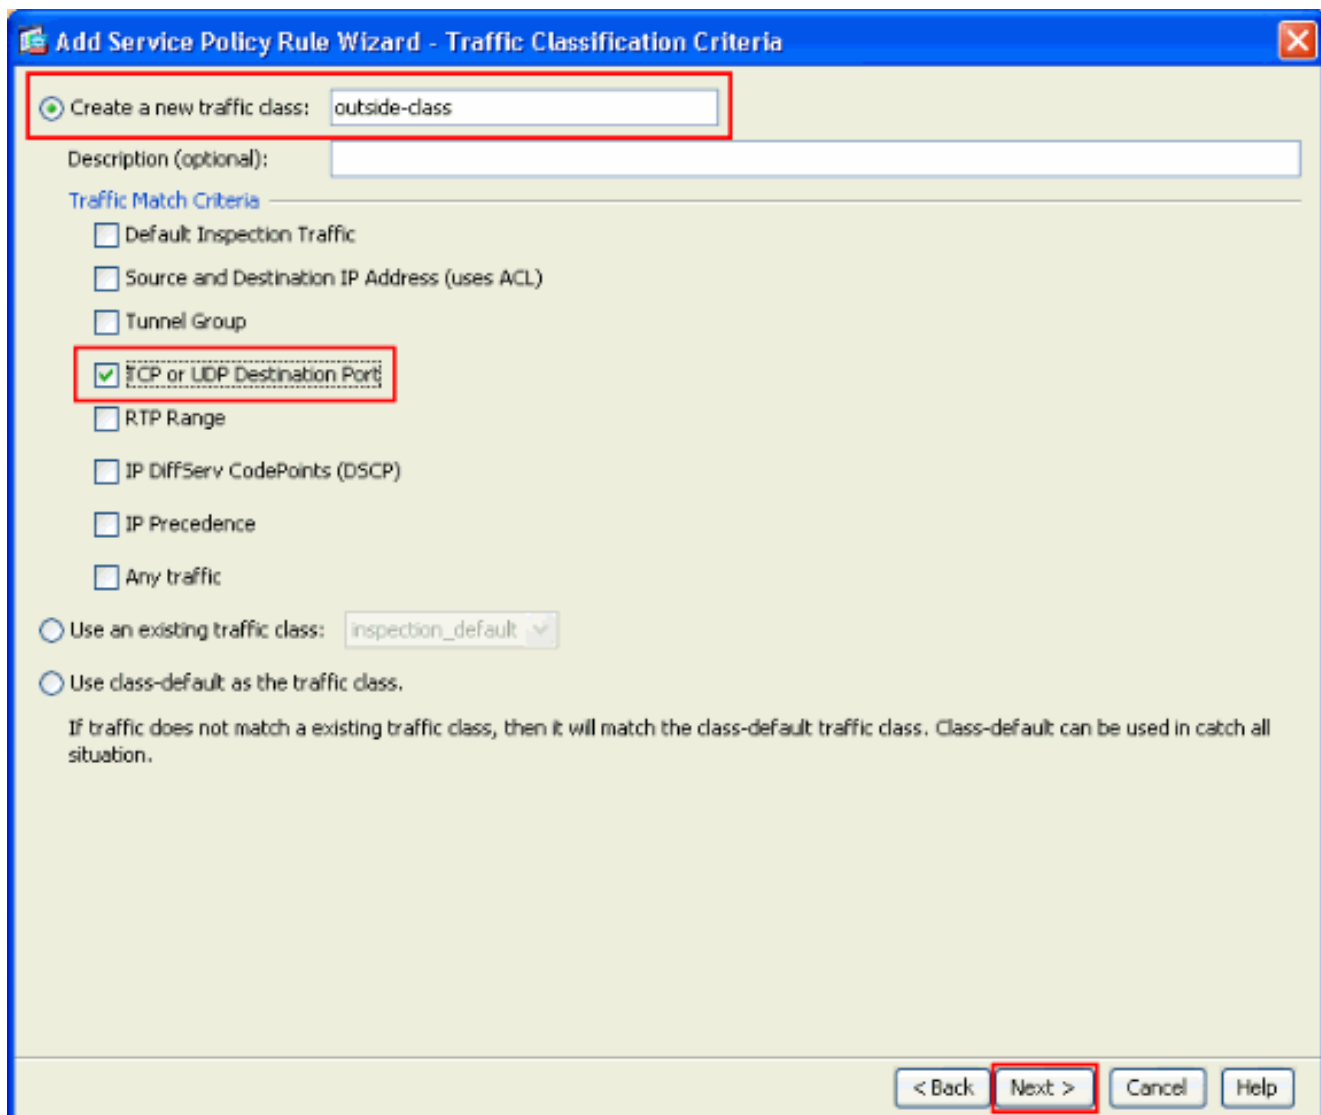 Add Service Policy Rule Wizard - Traffic Classification Criteria
Create a new traffic class: outside-class
Description (optional):
Traffic Match Criteria
Default Inspection Traffic
Source and Destination IP Address (uses ACL)
Tunnel Group
TCP or UDP Destination Port
RTP Range
IP DiffServ CodePoints (DSCP)
IP Precedence
Any traffic
Use an existing traffic class: inspection_default
Use class-default as the traffic class.
If traffic does not match a existing traffic class, then it will match the class-default traffic class. Class-default can be used in catch all
situation.
< Back Next > Cancel Help